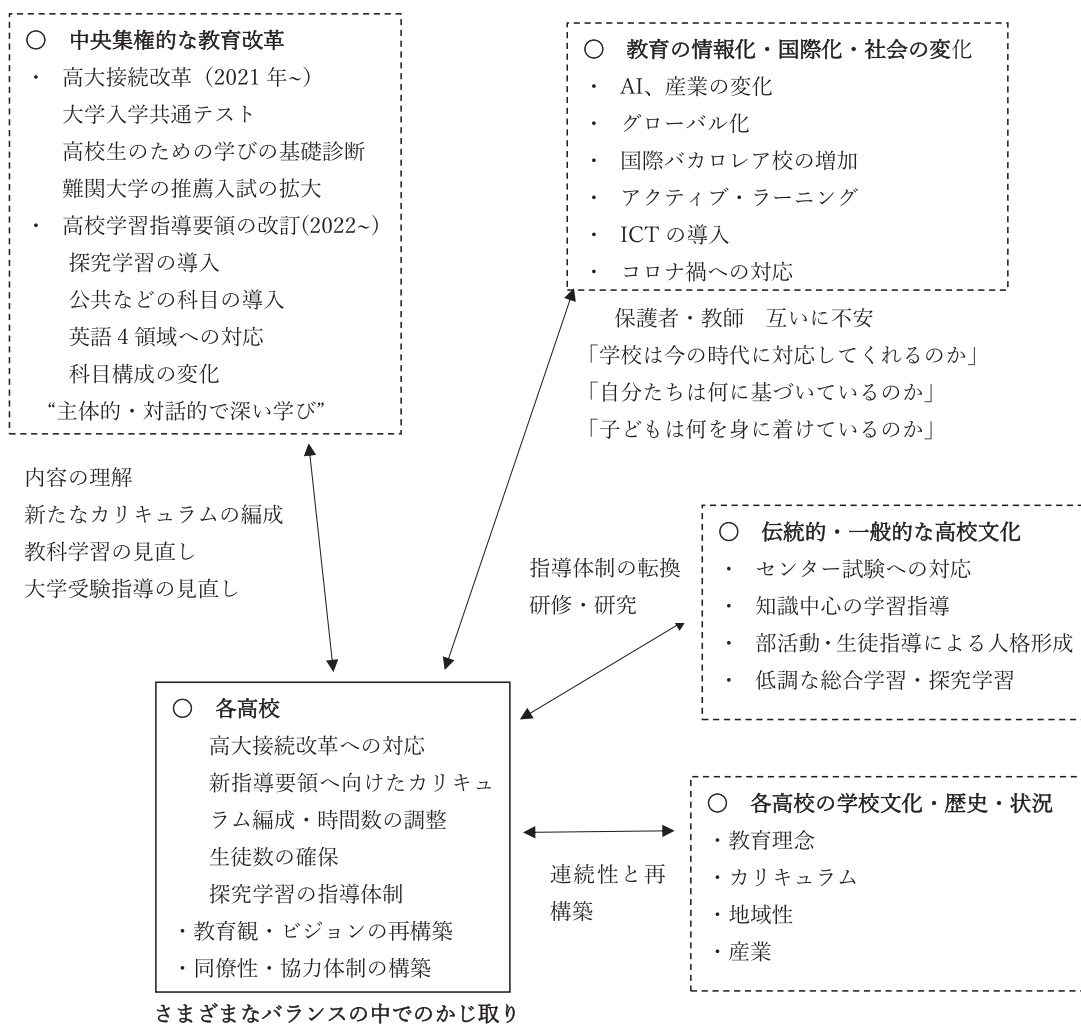 ○　中央集権的な教育改革
・　高大接続改革（2021 年~）
大学入学共通テスト
高校生のための学びの基礎診断
難関大学の推薦入試の拡大
・　高校学習指導要領の改訂(2022~)
探究学習の導入
公共などの科目の導入
英語 4 領域への対応
科目構成の変化
“主体的・対話的で深い学び”
○　教育の情報化・国際化・社会の変化
・　AI、産業の変化
・　グローバル化
・　国際バカロレア校の増加
・　アクティブ・ラーニング
・　ICT の導入
・　コロナ禍への対応
保護者・教師　互いに不安
「学校は今の時代に対応してくれるのか」
「自分たちは何に基づいているのか」
「子どもは何を身に着けているのか」
内容の理解
新たなカリキュラムの編成
教科学習の見直し
大学受験指導の見直し
指導体制の転換
研修・研究
○　伝統的・一般的な高校文化
・　センター試験への対応
・　知識中心の学習指導
・　部活動・生徒指導による人格形成
・　低調な総合学習・探究学習
○　各高校
高大接続改革への対応
新指導要領へ向けたカリキュ
ラム編成・時間数の調整
生徒数の確保
探究学習の指導体制
・教育観・ビジョンの再構築
・同僚性・協力体制の構築
さまざまなバランスの中でのかじ取り
連続性と再
構築
○　各高校の学校文化・歴史・状況
・教育理念
・カリキュラム
・地域性
・産業